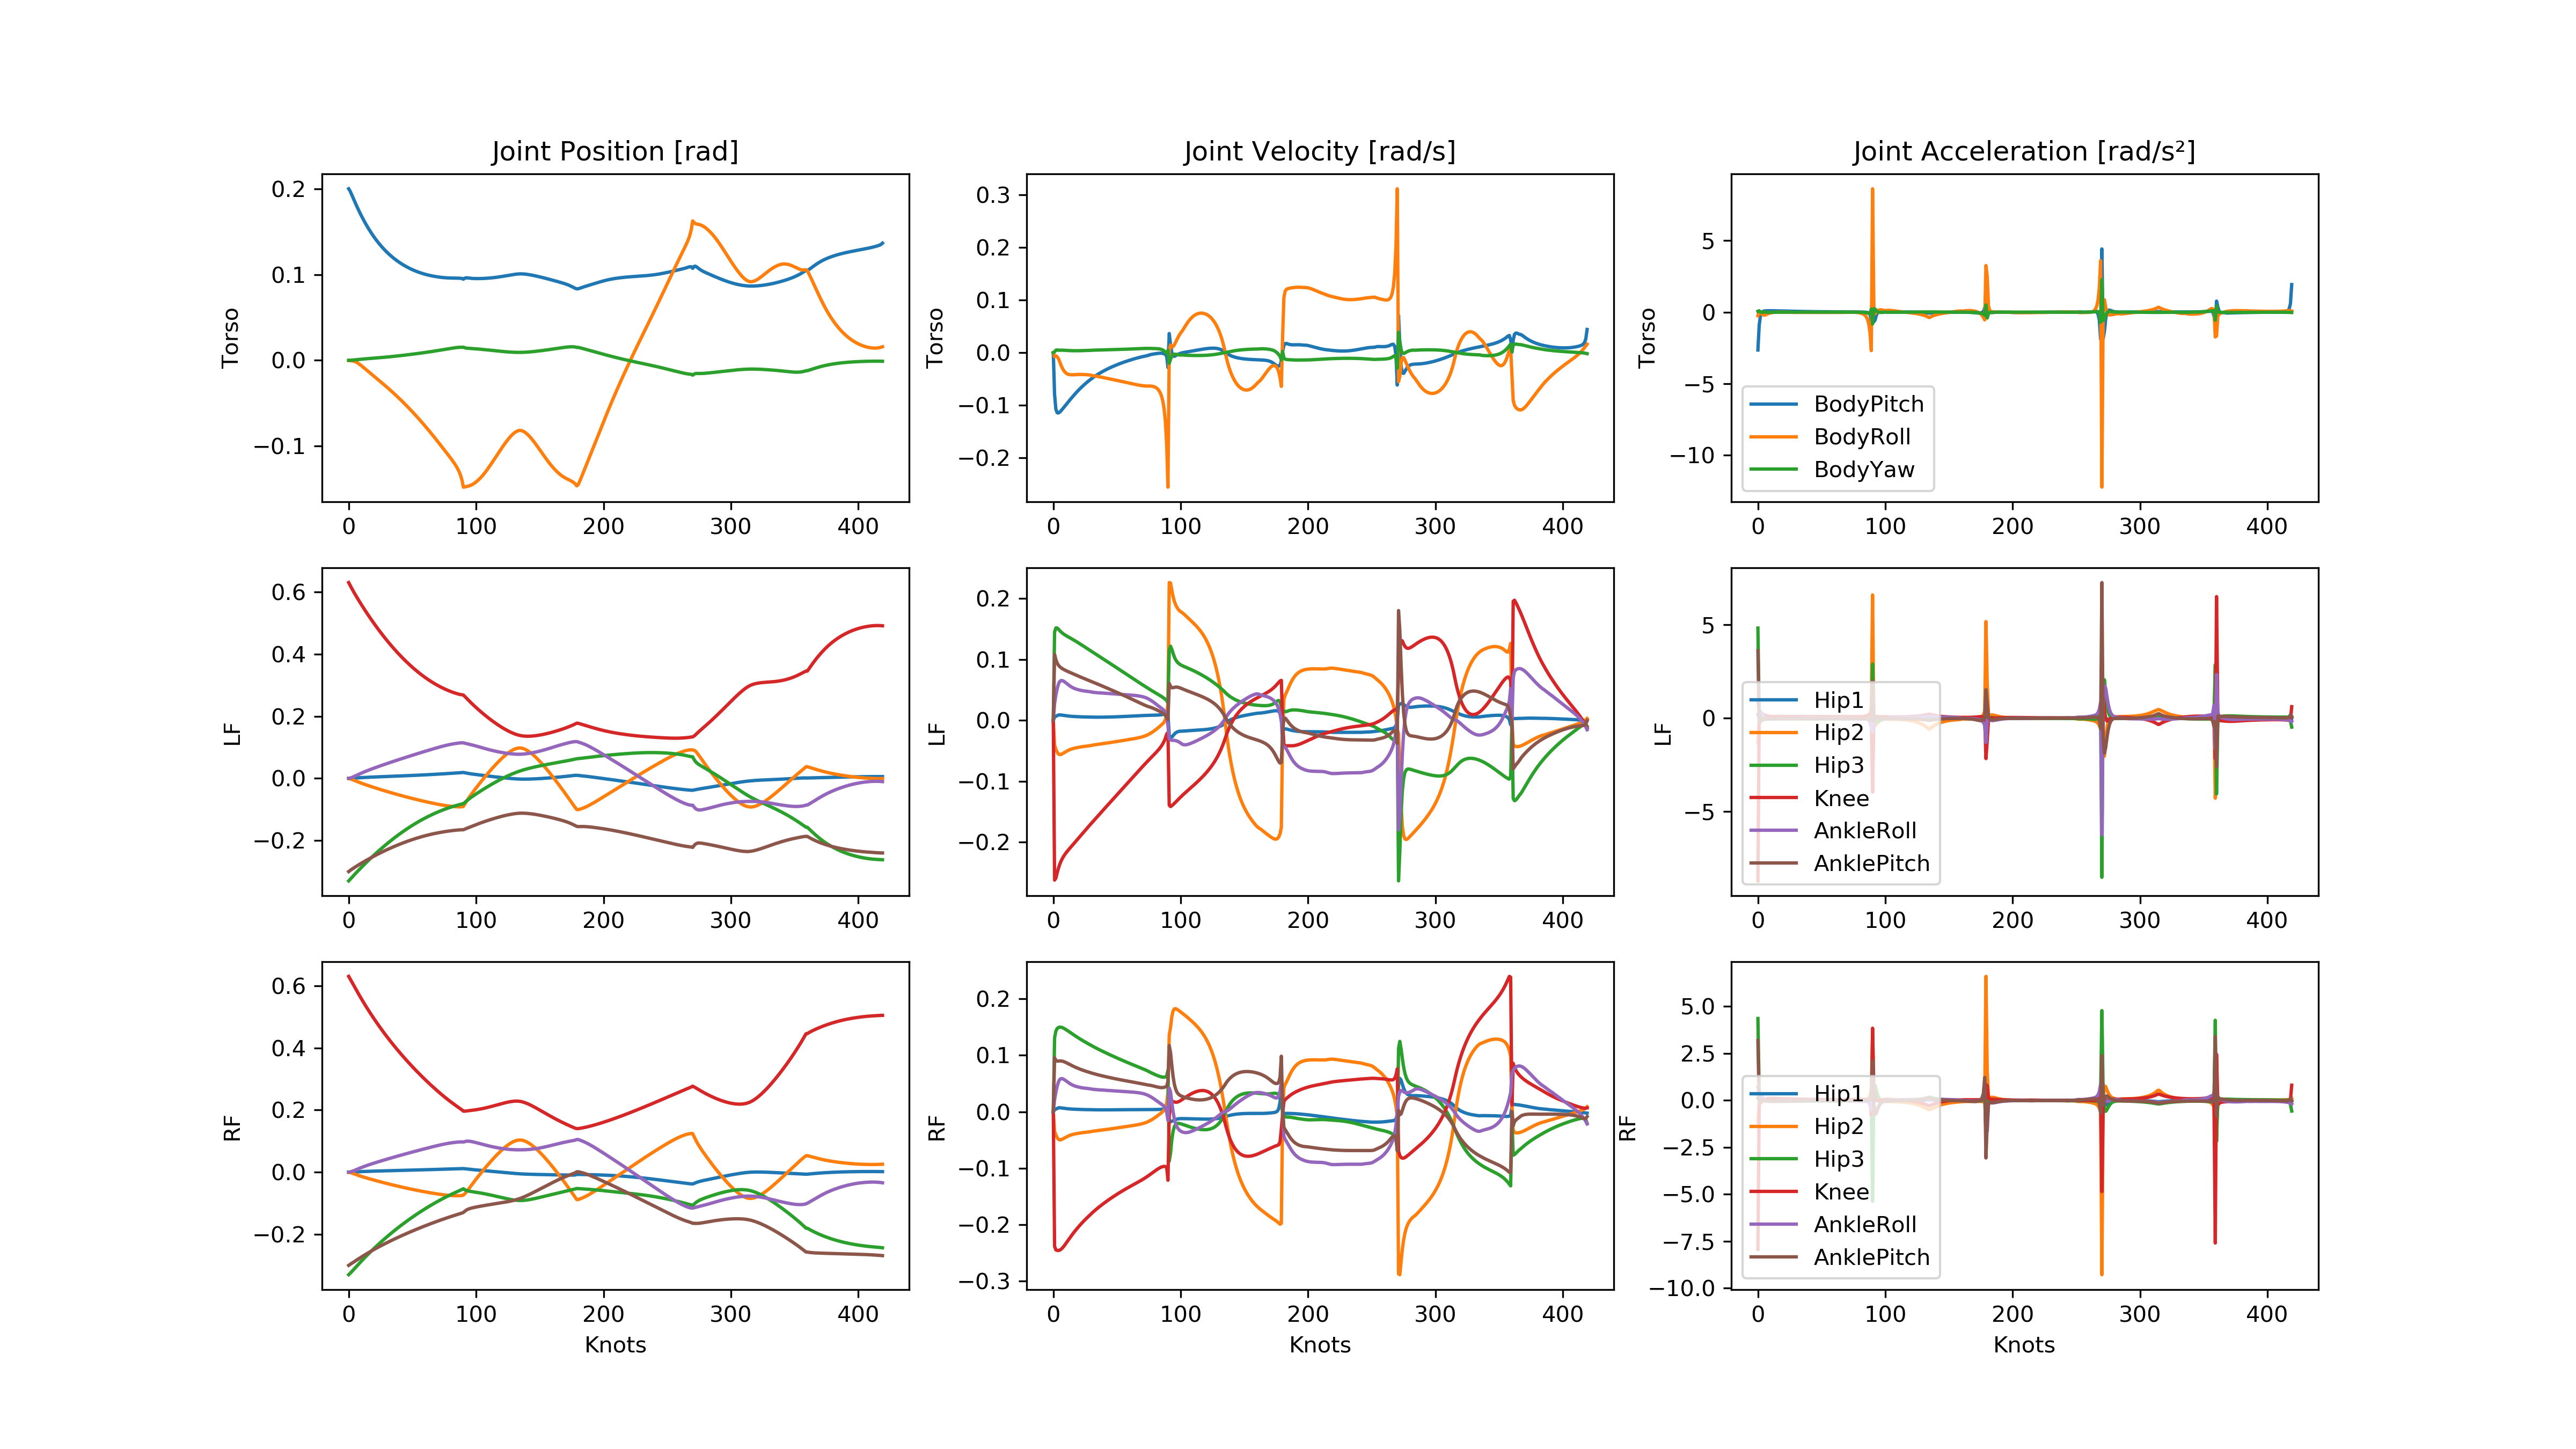 Joint Position [rad]
Joint Velocity [rad/s]
Joint Acceleration [rad/s²]
Torso
0.2
0.1
0.0
−0.1
0 100 200 300 400
Torso
0.3
0.2
0.1
0.0
−0.1
−0.2
0 100 200 300 400
Torso
5
0
−5
−10
BodyPitch
BodyRoll
BodyYaw
0 100 200 300 400
LF
0.6
0.4
0.2
0.0
−0.2
0 100 200 300 400
LF
0.2
0.1
0.0
−0.1
−0.2
0 100 200 300 400
LF
5
0
−5
Hip1
Hip2
Hip3
Knee
AnkleRoll
AnklePitch
0 100 200 300 400
RF
0.6
0.4
0.2
0.0
−0.2
0 100 200 300 400
Knots
RF
0.2
0.1
0.0
−0.1
−0.2
−0.3
0 100 200 300 400
Knots
RF
5.0
2.5
0.0
−2.5
−5.0
−7.5
−10.0
Hip1
Hip2
Hip3
Knee
AnkleRoll
AnklePitch
0 100 200 300 400
Knots